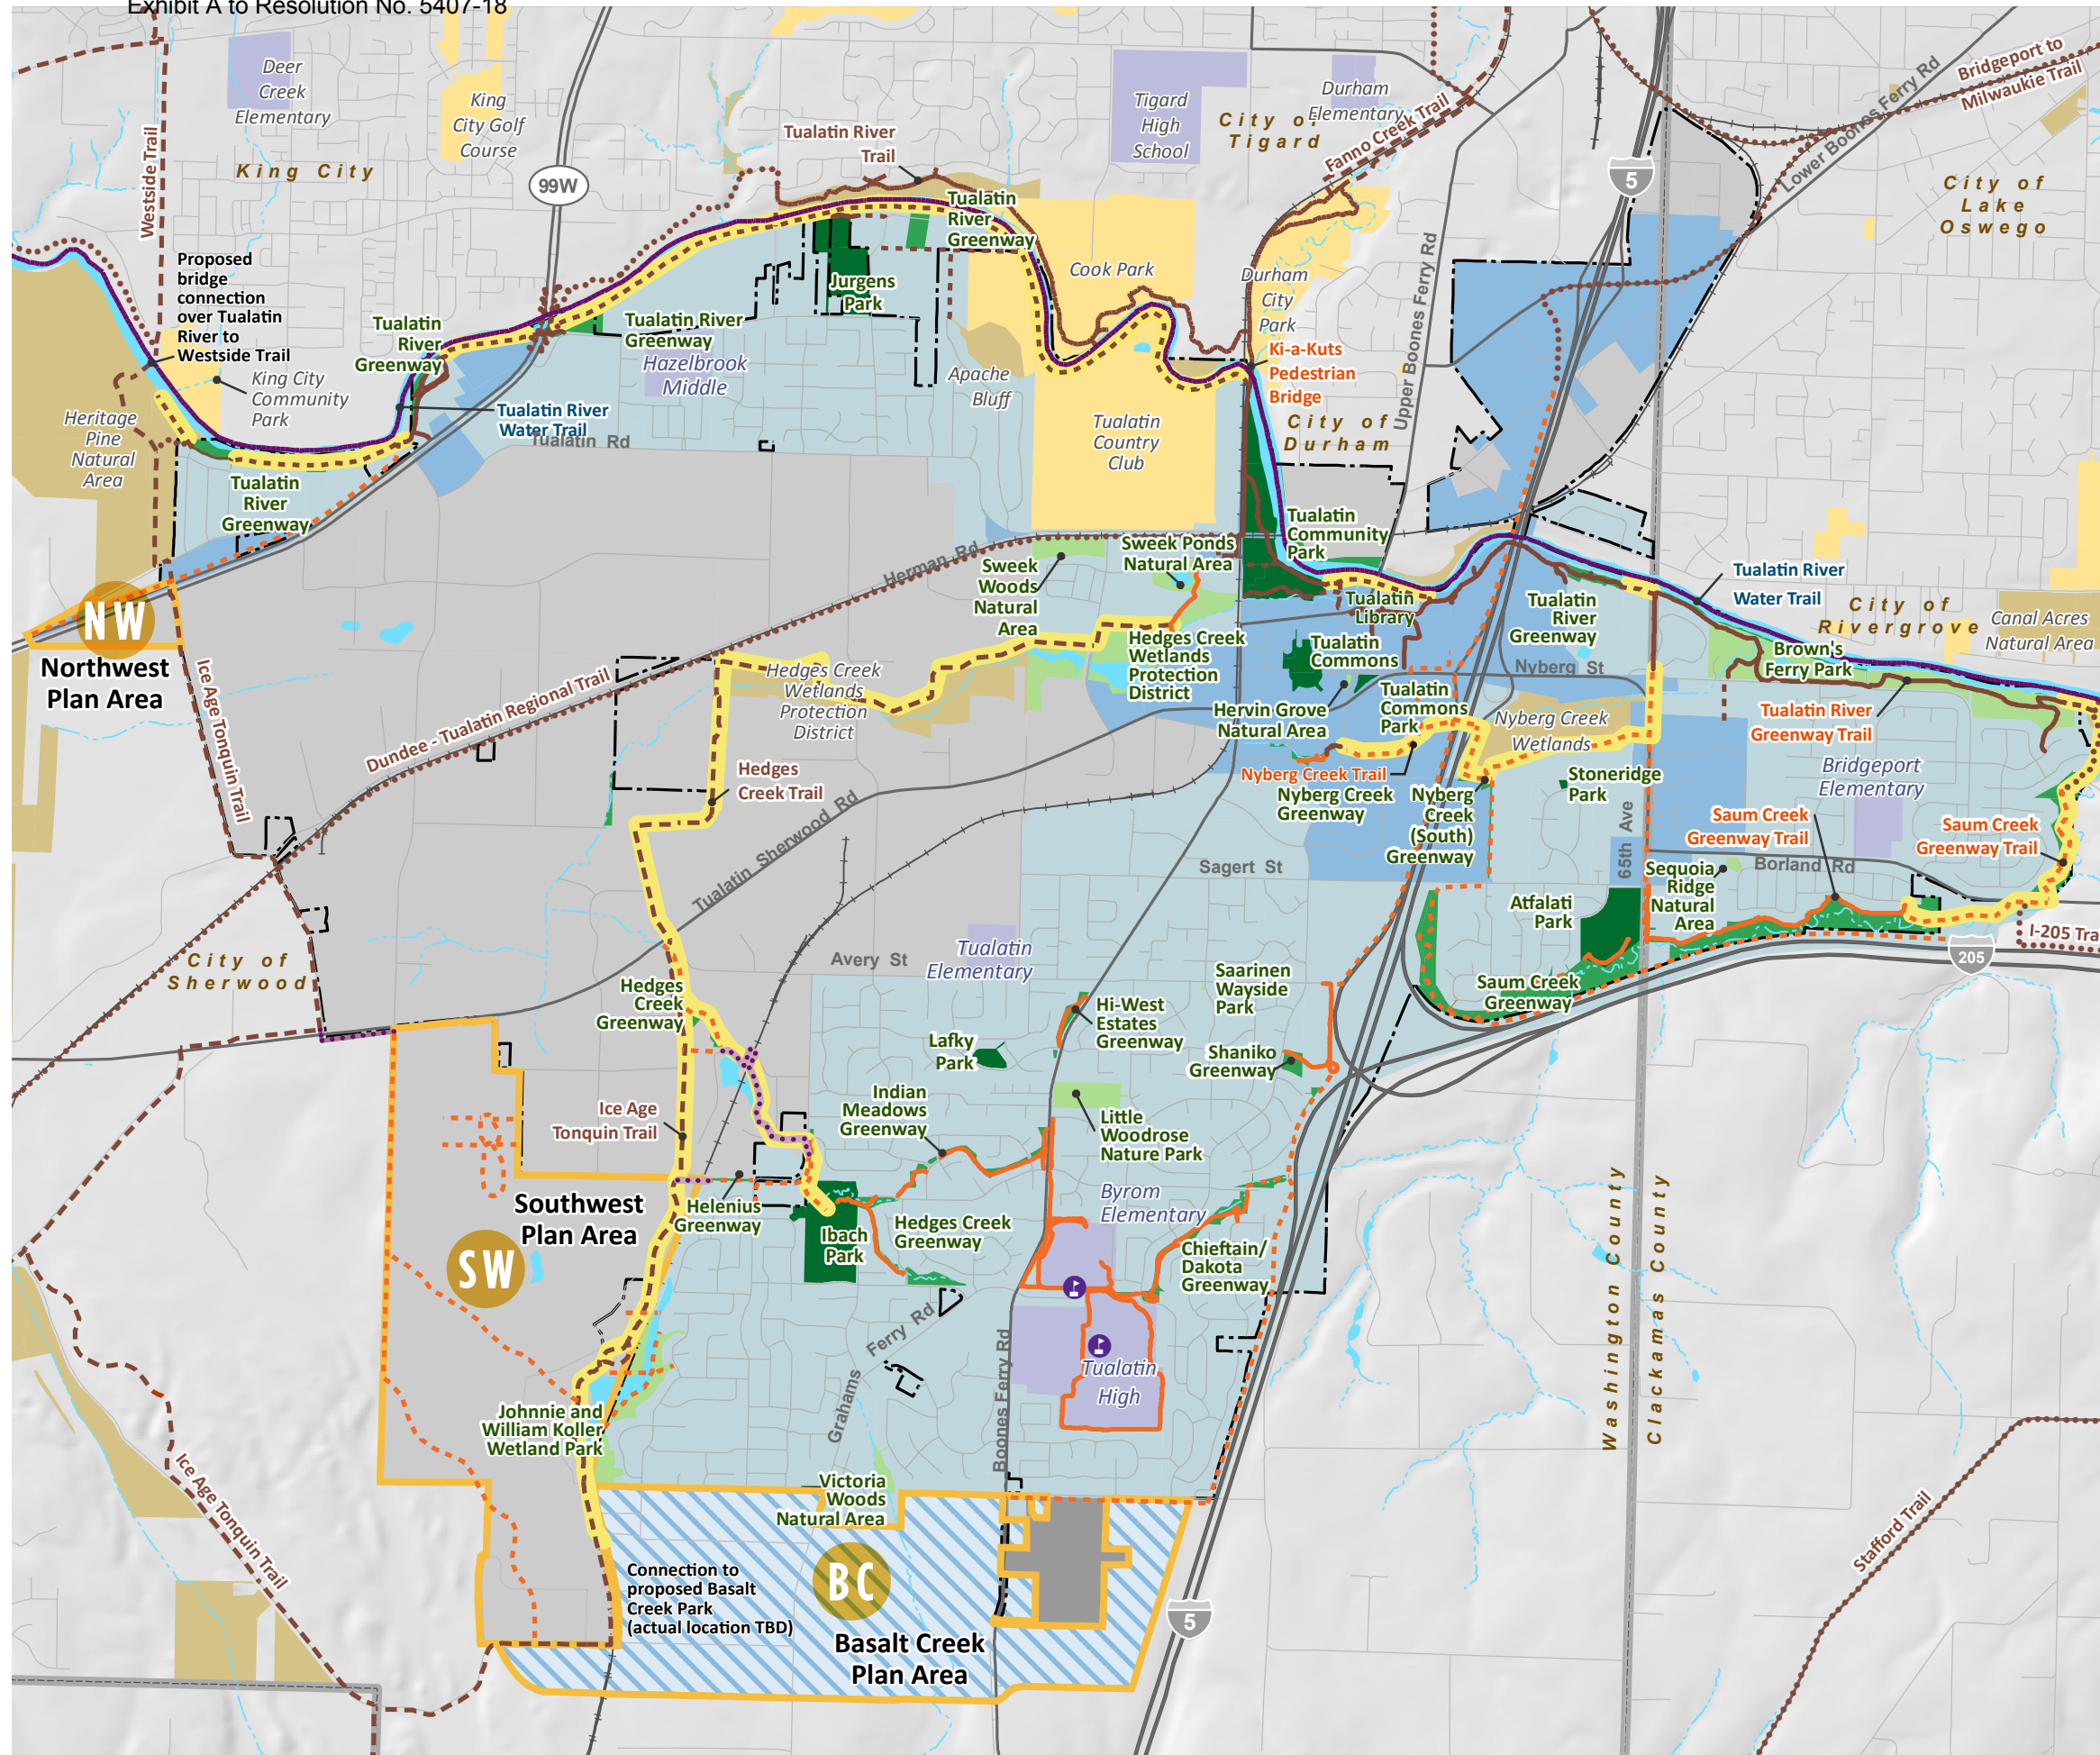 Exhibit A to Resolution No. 5407-18
Deer
Creek
Elementary
King
City Golf
Course
King City
Westside Trail
99W
Tualatin River
Trail
Tigard
High
School
City of
Tigard
Durham
Elementary
Fanno Creek Trail
5
Bridgeport to
Milwaukie Trail
Lower Boones Ferry Rd
City of
Lake
Oswego
Proposed
bridge
connection
over Tualatin
River to
Westside Trail
King City
Community
Park
Heritage
Pine
Natural
Area
Tualatin
River
Greenway
Tualatin
River
Greenway
Tualatin River
Water Trail
Tualatin Rd
Tualatin River
Greenway
Hazelbrook
Middle
Jurgens
Park
Tualatin
River
Greenway
Cook Park
Apache
Bluff
Tualatin
Country
Club
Durham
City
Park
Ki-a-Kuts
Pedestrian
Bridge
City of
Durham
Upper Boones Ferry Rd
Tualatin
Community
Park
Sweek Ponds
Natural Area
Sweek
Woods
Natural
Area
Herman Rd
Tualatin
Library
Tualatin
River
Greenway
Tualatin River
Water Trail
City of
Rivergrove
Canal Acres
Natural Area
Brown's
Ferry Park
Tualatin River
Greenway Trail
Nyberg St
Hedges Creek
Wetlands
Protection
District
Tualatin
Commons
Tualatin
Commons
Park
Hervin Grove
Natural Area
Nyberg Creek
Wetlands
Nyberg Creek Trail
Nyberg Creek
Greenway
Nyberg
Creek
(South)
Greenway
Stoneridge
Park
65th Ave
Bridgeport
Elementary
Saum Creek
Greenway Trail
Saum Creek
Greenway Trail
Borland Rd
Sequoia
Ridge
Natural
Area
Atfalati
Park
Saum Creek
Greenway
205
I-205 Tra
NW
Northwest
Plan Area
Ice Age Tonquin Trail
Dundee - Tualatin Regional Trail
Hedges Creek
Wetlands
Protection
District
Hedges
Creek Trail
Tualatin Sherwood Rd
Sagert St
Avery St
Tualatin
Elementary
City of
Sherwood
Hedges
Creek
Greenway
Saarinen
Wayside
Park
Hi-West
Estates
Greenway
Lafky
Park
Shaniko
Greenway
Indian
Meadows
Greenway
Little
Woodrose
Nature Park
Ice Age
Tonquin Trail
Southwest
Plan Area
SW
Helenius
Greenway
Ibach
Park
Hedges Creek
Greenway
Byrom
Elementary
Chieftain/
Dakota
Greenway
Washington County
Clackamas County
Grahams Ferry Rd
Boones Ferry Rd
Tualatin
High
Johnnie and
William Koller
Wetland Park
Victoria
Woods
Natural Area
Ice Age Tonquin Trail
Connection to
proposed Basalt
Creek Park
(actual location TBD)
BC
Basalt Creek
Plan Area
5
Stafford Trail